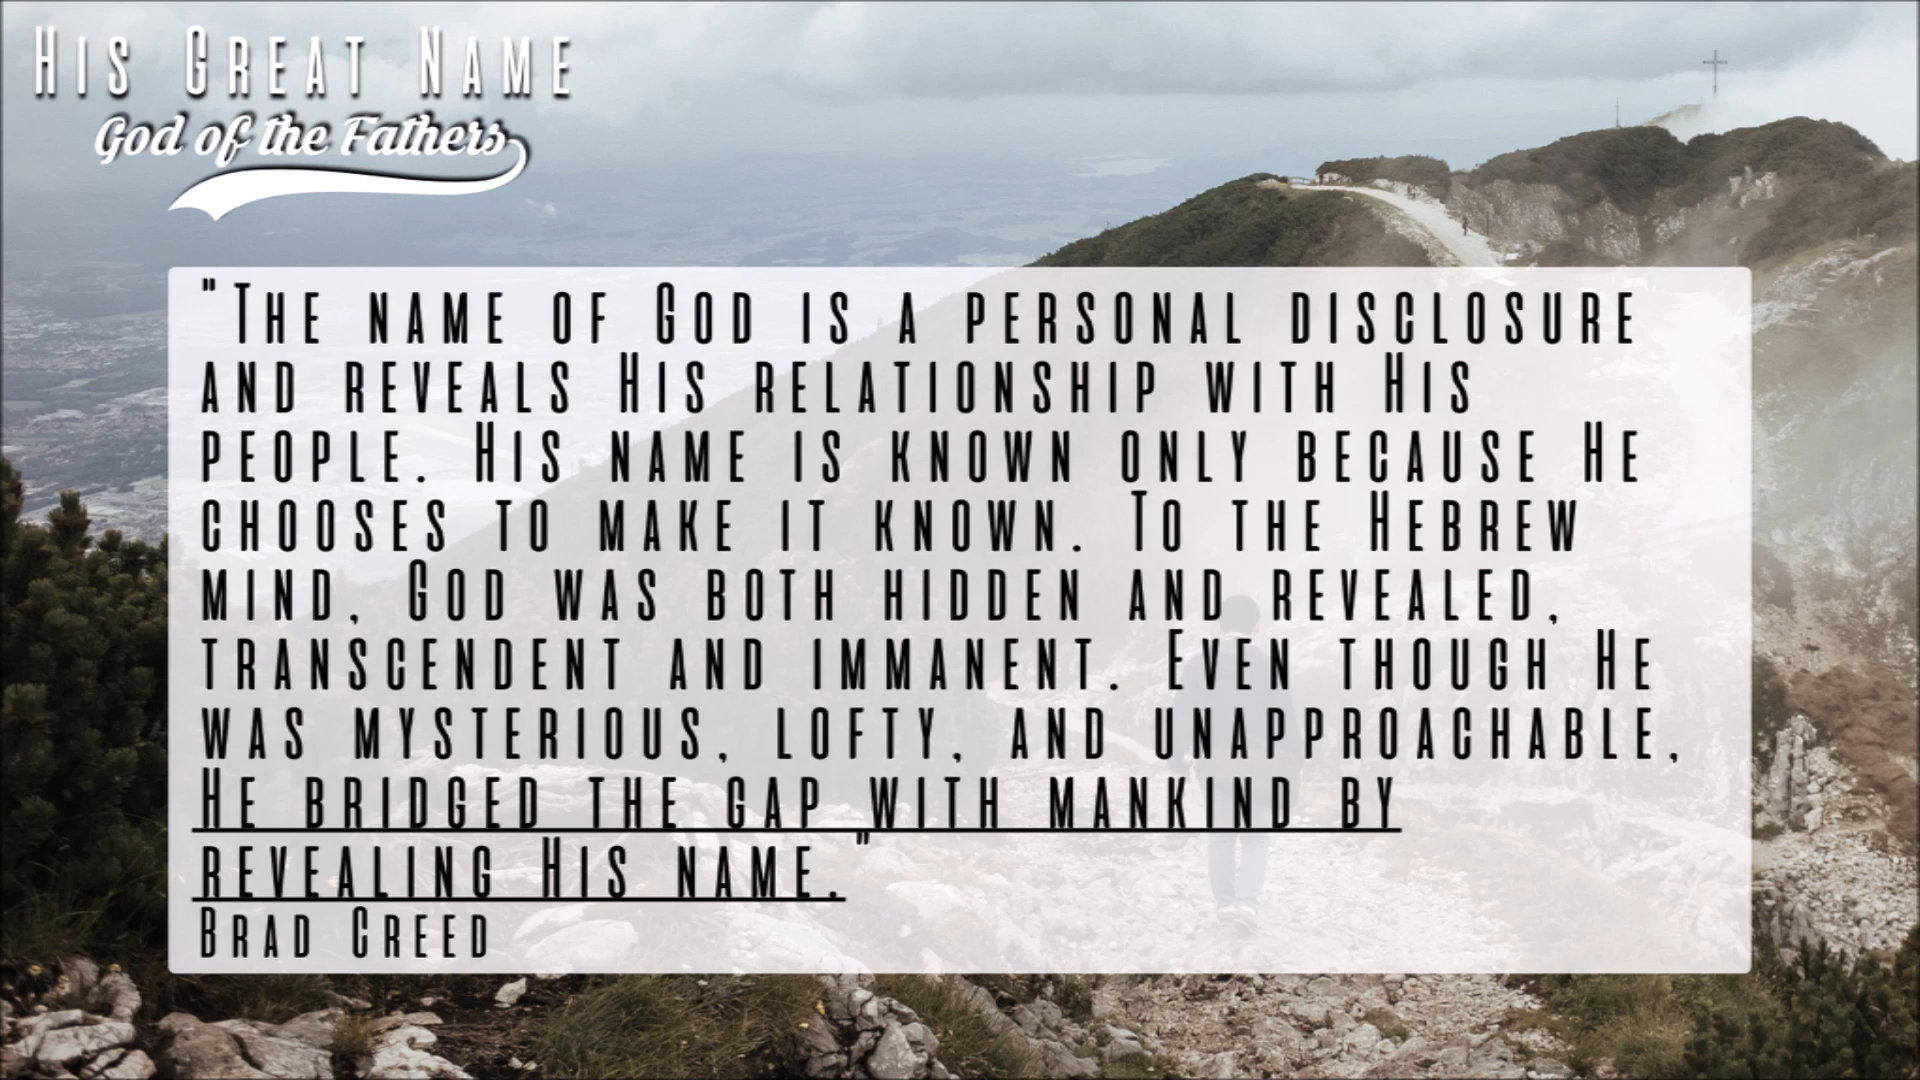 His Great Name
God of the Fathers
"The name of God is a personal disclosure
and reveals His relationship with His
people. His name is known only because He
chooses to make it known. To the Hebrew
mind, God was both hidden and revealed,
transcendent and immanent. Even though He
was mysterious, lofty, and unapproachable,
He bridged the gap with mankind by
revealing His name."
Brad Creed